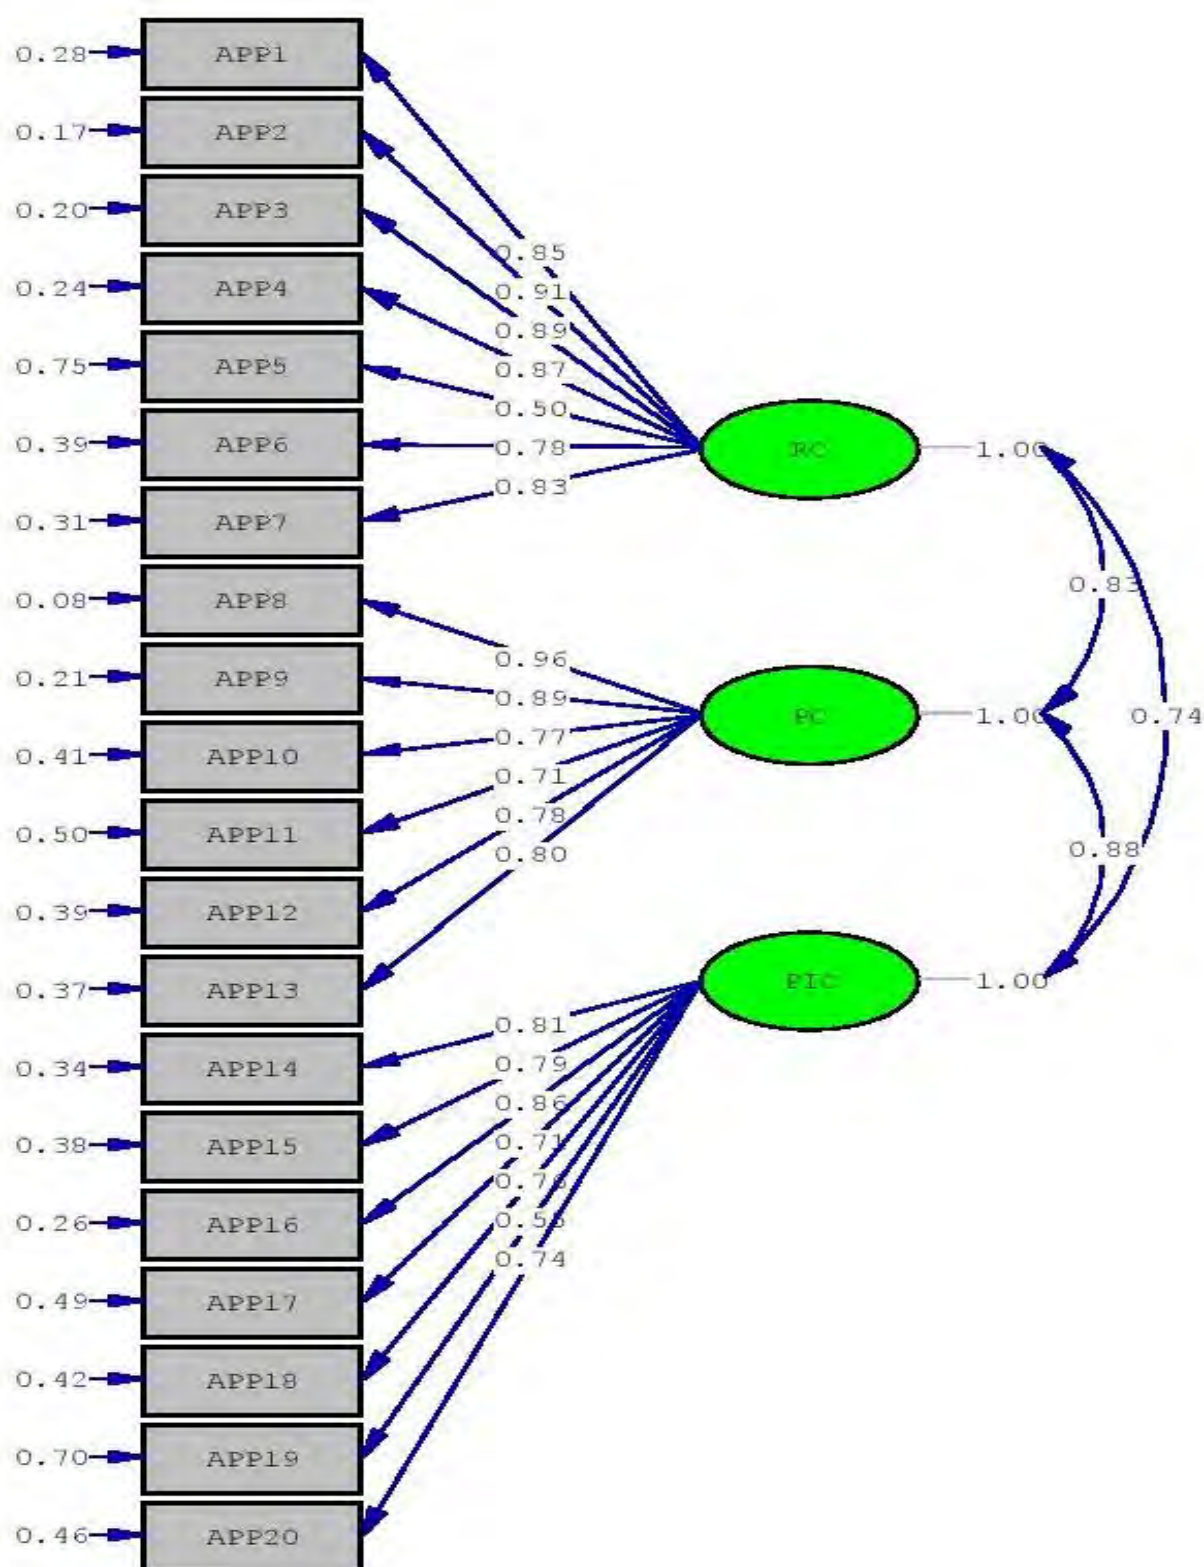 0.28 APP1
0.17 APP2
0.20 APP3
0.24 APP4
0.75 APP5
0.39 APP6
0.31 APP7
0.08 APP8
0.21 APP9
0.41 APP10
0.50 APP11
0.39 APP12
0.37 APP13
0.34 APP14
0.38 APP15
0.26 APP16
0.49 APP17
0.42 APP18
0.70 APP19
0.46 APP20
0.85
0.91
0.89
0.87
0.50
0.78
0.83
0.96
0.89
0.77
0.71
0.78
0.80
0.81
0.79
0.86
0.71
0.76
0.74
RC 1.00
PC 1.00
PIC 1.00
0.83
0.74
0.88